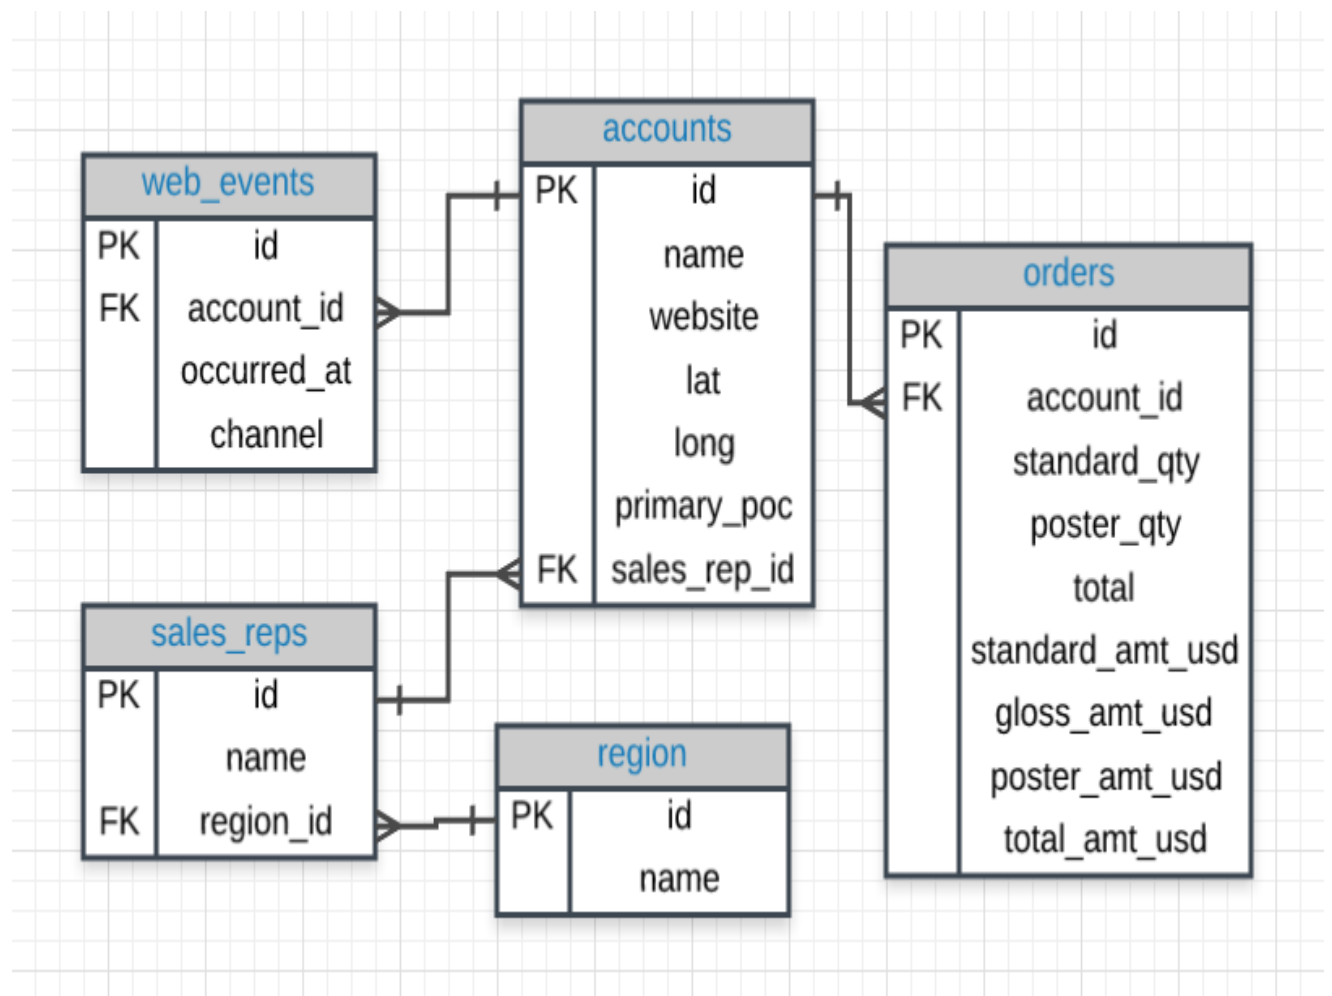 web_events
PK id
FK account_id
occurred_at
channel
accounts
PK id
name
website
lat
long
primary_poc
FK sales_rep_id
orders
PK id
FK account_id
standard_qty
poster_qty
total
standard_amt_usd
gloss_amt_usd
poster_amt_usd
total_amt_usd
sales_reps
PK id
name
FK region_id
region
PK id
name